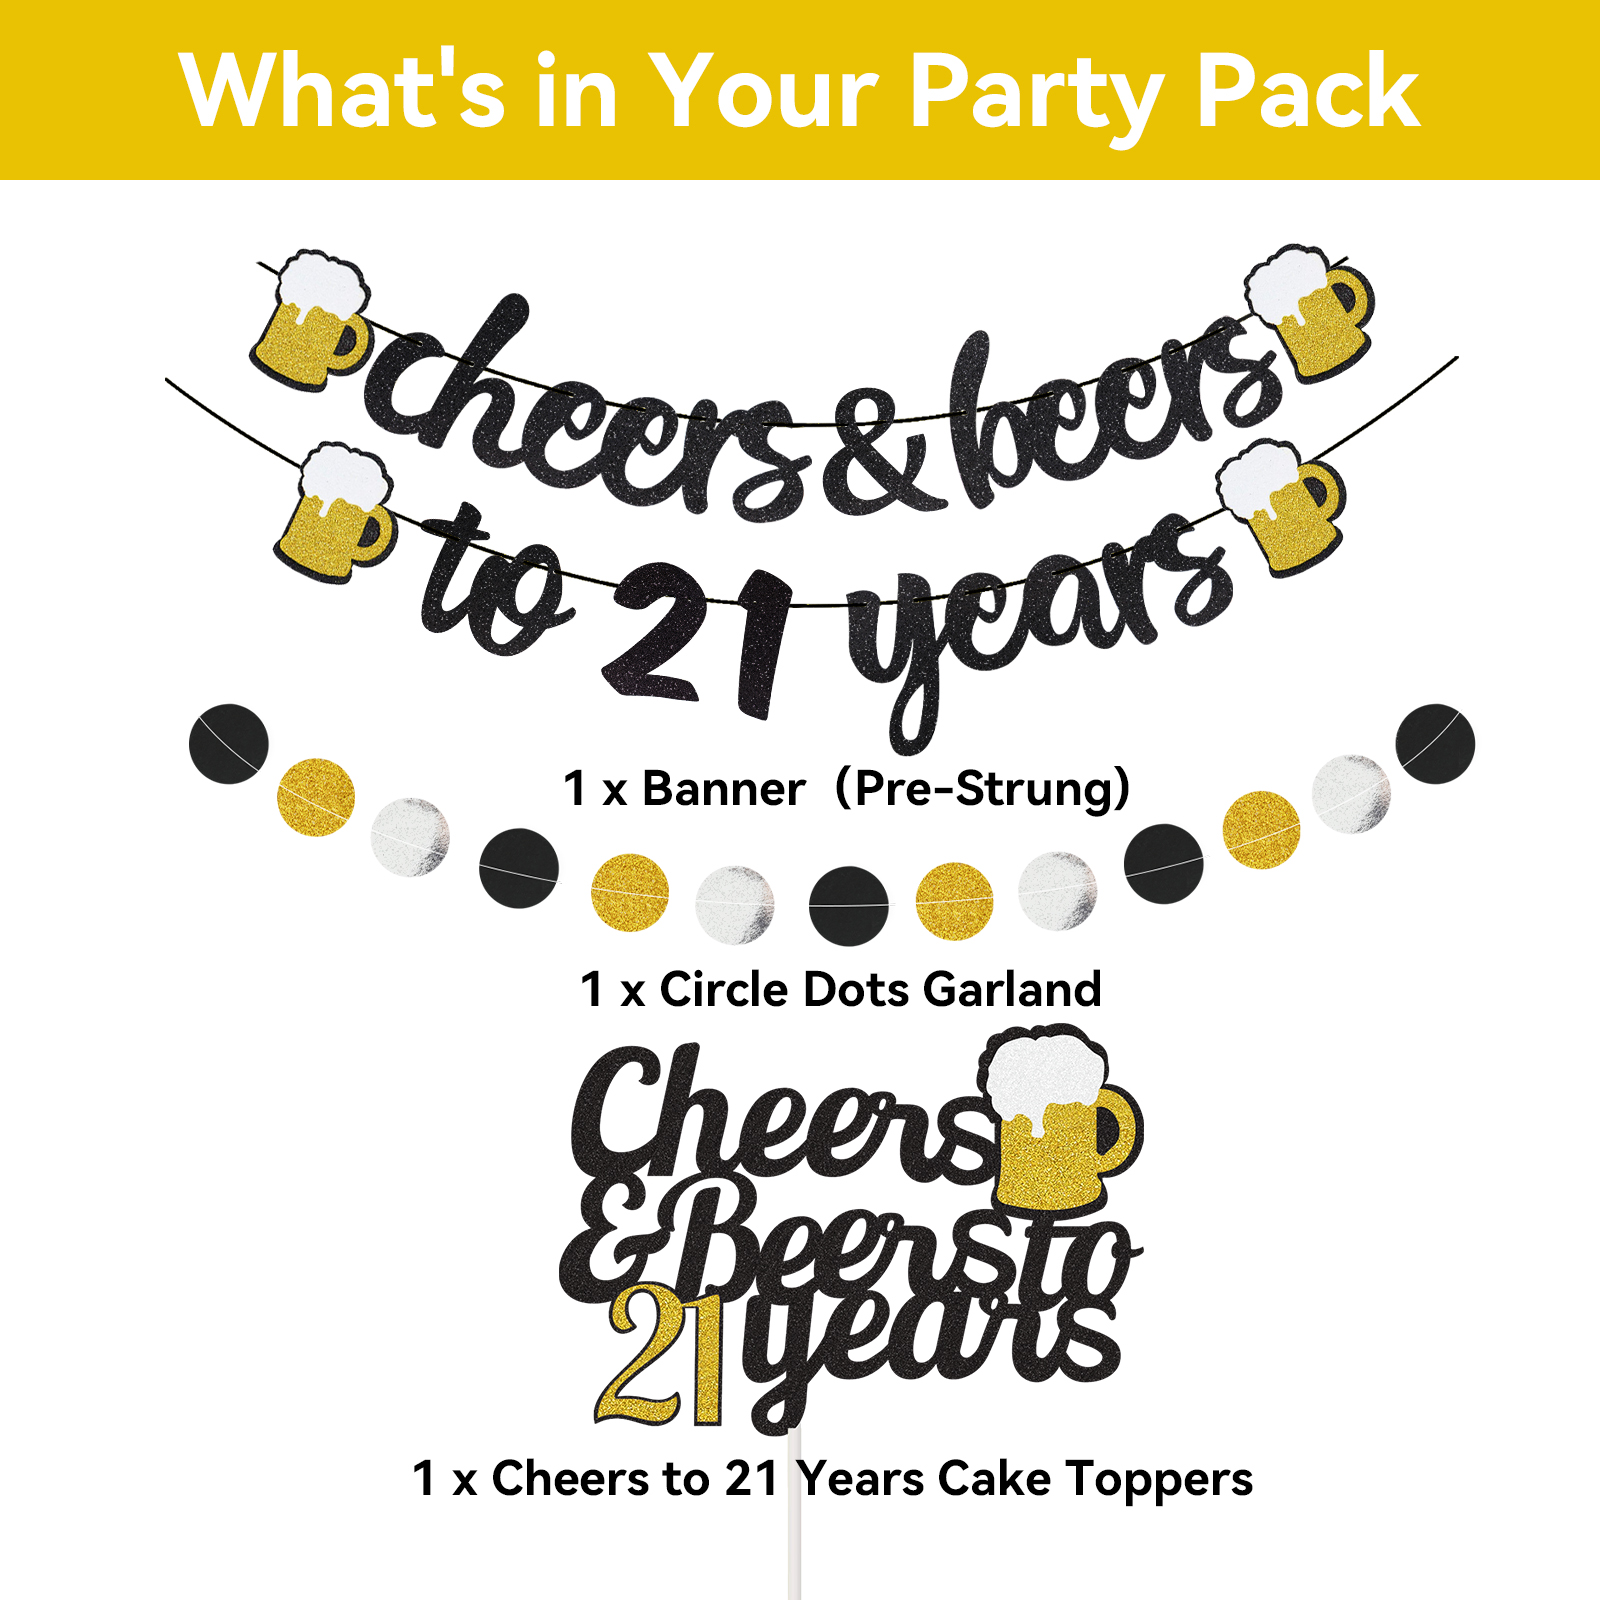 What's in Your Party Pack
cheers & beers
to 21 years
1 x Banner（Pre-Strung)
1 x Circle Dots Garland
Cheers
& Beers to
21 years
1 x Cheers to 21 Years Cake Toppers